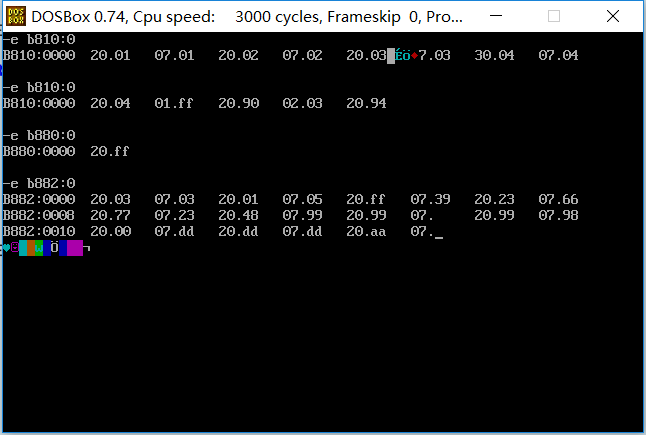 DOSBox 0.74, Cpu speed: 3000 cycles, Frameskip 0, Pro...
-e b810:0
B810:0000 20.01 07.01 20.02 07.02 20.03 Éö♦7.03 30.04 07.04
-e b810:0
B810:0000 20.04 01.ff 20.90 02.03 20.94
-e b880:0
B880:0000 20.ff
-e b882:0
B882:0000 20.03 07.03 20.01 07.05 20.ff 07.39 20.23 07.66
B882:0008 20.77 07.23 20.48 07.99 20.99 07. 20.99 07.98
B882:0010 20.00 07.dd 20.dd 07.dd 20.aa 07._
♥ Ö ¬